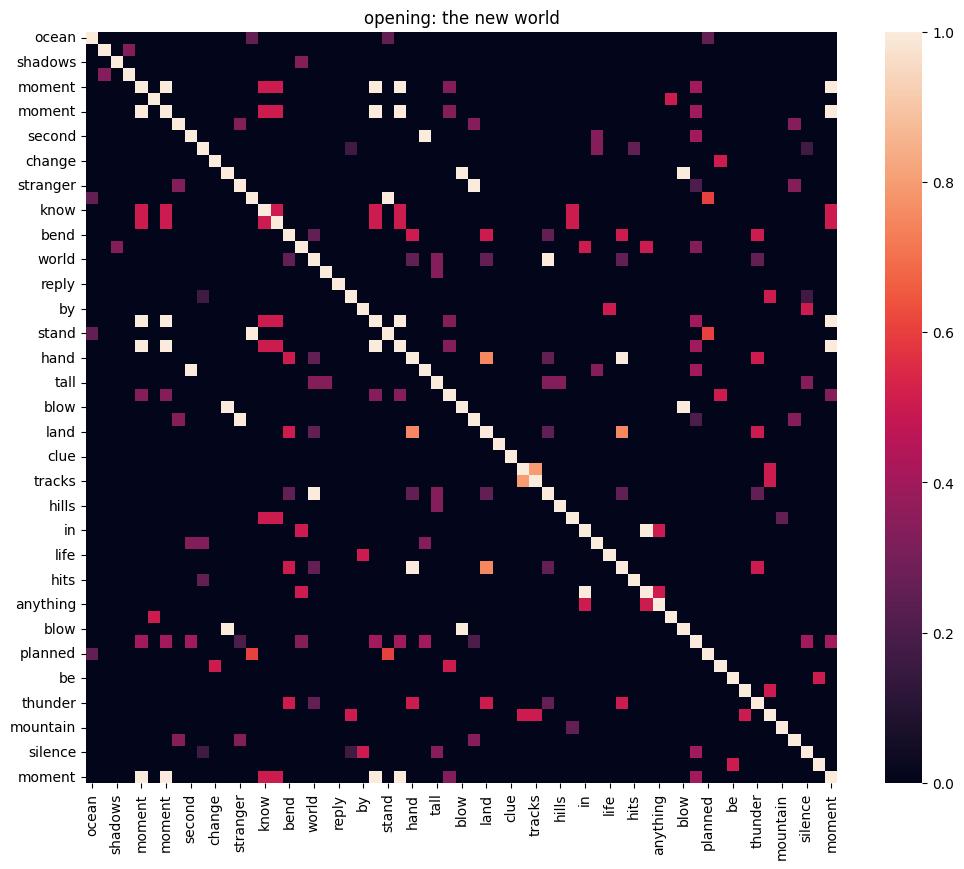 opening: the new world
ocean
shadows
moment
moment
second
change
stranger
know
bend
world
reply
by
stand
hand
tall
blow
land
clue
tracks
hills
in
life
hits
anything
blow
planned
be
thunder
mountain
silence
moment
1.0
0.8
0.6
0.4
0.2
0.0
ocean
shadows
moment
moment
second
change
stranger
know
bend
world
reply
by
stand
hand
tall
blow
land
clue
tracks
hills
in
life
hits
anything
blow
planned
be
thunder
mountain
silence
moment